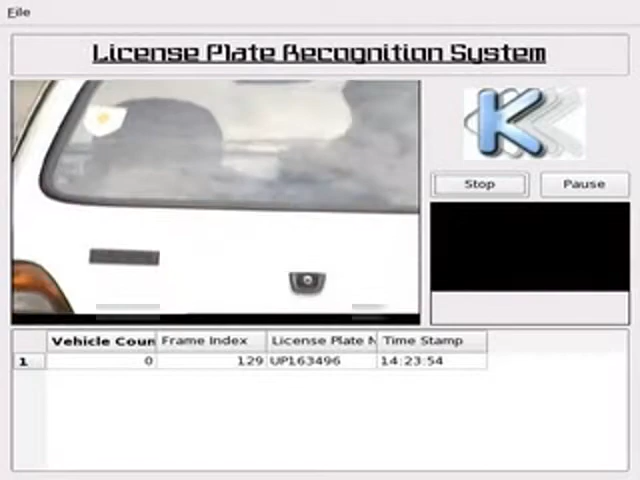 File
License Plate Recognition System
K
Stop Pause
Vehicle Coun Frame Index License Plate N Time Stamp
1 0 129 UP163496 14:23:54